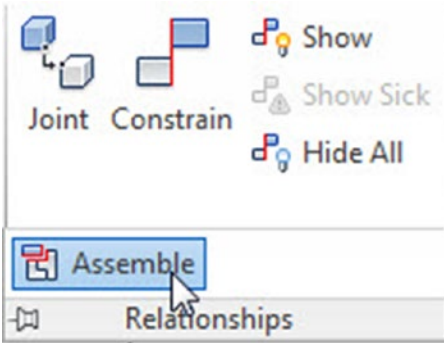 Joint
Constrain
Show
Show Sick
Hide All
Assemble
Relationships